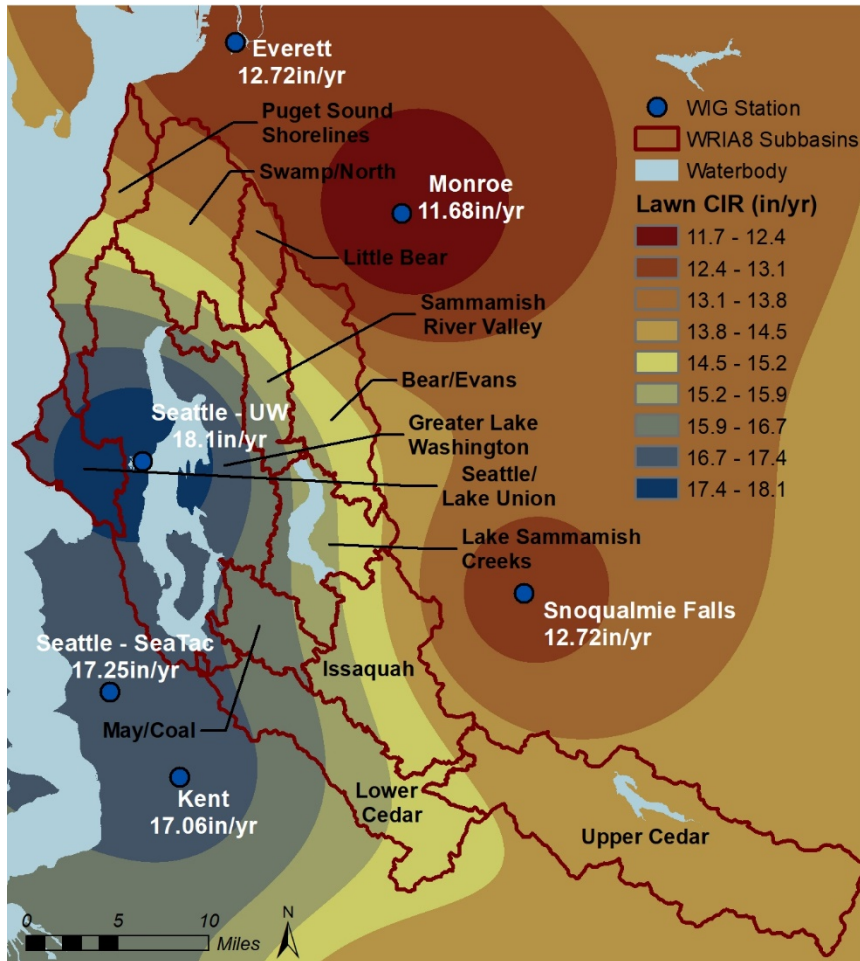 Everett
12.72in/yr
Puget Sound
Shorelines
Swamp/North
Monroe
11.68in/yr
Little Bear
Sammamish
River Valley
Bear/Evans
Seattle - UW
18.1in/yr
Greater Lake
Washington
Seattle/
Lake Union
Lake Sammamish
Creeks
Snoqualmie Falls
12.72in/yr
Seattle - SeaTac
17.25in/yr
Issaquah
May/Coal
Kent
17.06in/yr
Lower
Cedar
Upper Cedar
WIG Station
WRIA8 Subbasins
Waterbody
Lawn CIR (in/yr)
11.7 - 12.4
12.4 - 13.1
13.1 - 13.8
13.8 - 14.5
14.5 - 15.2
15.2 - 15.9
15.9 - 16.7
16.7 - 17.4
17.4 - 18.1
0 5 10
Miles
N